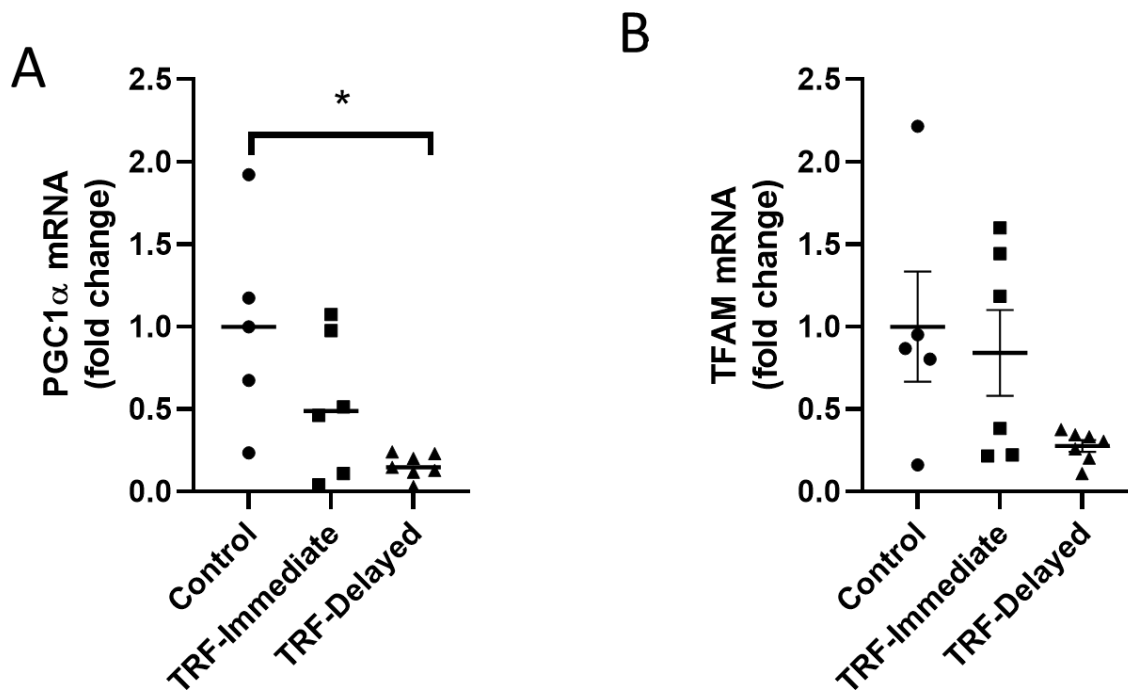 A
PGC1α mRNA
(fold change)
2.5
2.0
1.5
1.0
0.5
0.0
*
Control
TRF-Immediate
TRF-Delayed
B
TFAM mRNA
(fold change)
2.5
2.0
1.5
1.0
0.5
0.0
Control
TRF-Immediate
TRF-Delayed